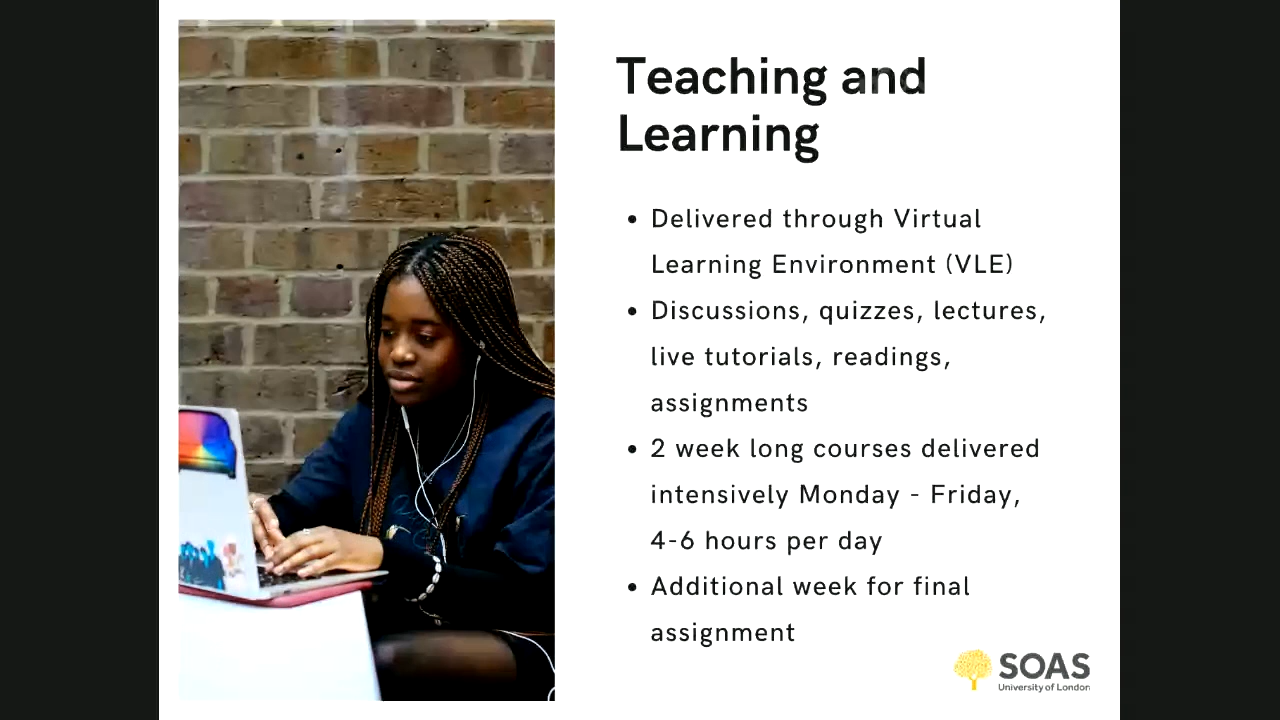 Teaching and
Learning
• Delivered through Virtual
Learning Environment (VLE)
• Discussions, quizzes, lectures,
live tutorials, readings,
assignments
• 2 week long courses delivered
intensively Monday - Friday,
4-6 hours per day
• Additional week for final
assignment
SOAS
University of London